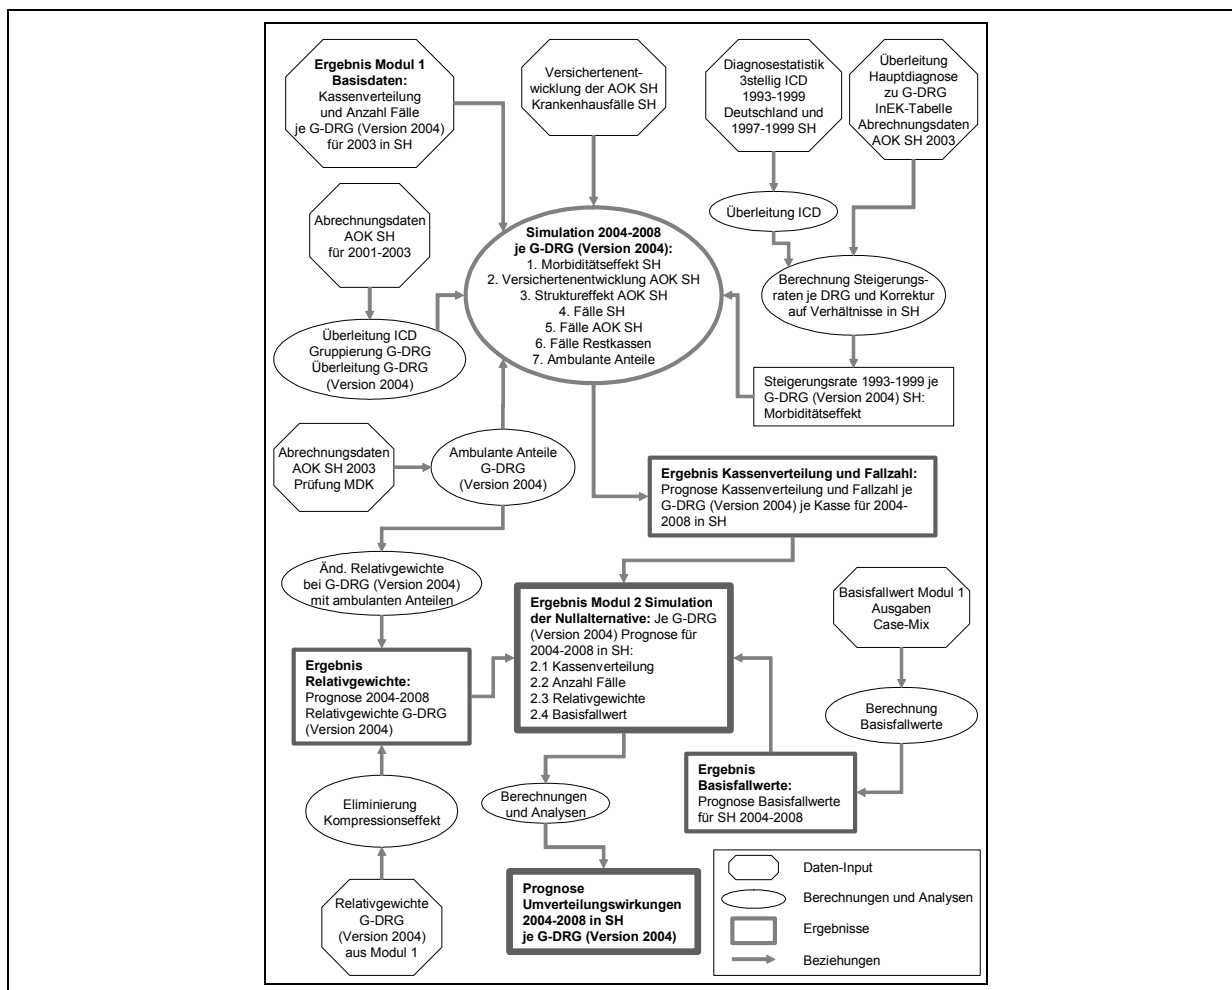 Ergebnis Modul 1
Basisdaten:
Kassenverteilung
und Anzahl Fälle
je G-DRG (Version 2004)
für 2003 in SH
Versichertenent-
wicklung der AOK SH
Krankenhausfälle SH
Diagnosestatistik
3stellig ICD
1993-1999
Deutschland und
1997-1999 SH
Überleitung
Hauptdiagnose
zu G-DRG
InEK-Tabelle
Abrechnungsdaten
AOK SH 2003
Abrechnungsdaten
AOK SH
für 2001-2003
Überleitung ICD
Simulation 2004-2008
je G-DRG (Version 2004):
1. Morbiditätseffekt SH
2. Versichertenentwicklung AOK SH
3. Struktureffekt AOK SH
4. Fälle SH
5. Fälle AOK SH
6. Fälle Restkassen
7. Ambulante Anteile
Berechnung Steigerungs-
raten je DRG und Korrektur
auf Verhältnisse in SH
Überleitung ICD
Gruppierung G-DRG
Überleitung G-DRG
(Version 2004)
Steigerungsrate 1993-1999 je
G-DRG (Version 2004) SH:
Morbiditätseffekt
Abrechnungsdaten
AOK SH 2003
Prüfung MDK
Ambulante Anteile
G-DRG
(Version 2004)
Ergebnis Kassenverteilung und Fallzahl:
Prognose Kassenverteilung und Fallzahl je
G-DRG (Version 2004) je Kasse für 2004-
2008 in SH
Änd. Relativgewichte
bei G-DRG (Version 2004)
mit ambulanten Anteilen
Ergebnis Modul 2 Simulation
der Nullalternative: Je G-DRG
(Version 2004) Prognose für
2004-2008 in SH:
2.1 Kassenverteilung
2.2 Anzahl Fälle
2.3 Relativgewichte
2.4 Basisfallwert
Basisfallwert Modul 1
Ausgaben
Case-Mix
Ergebnis
Relativgewichte:
Prognose 2004-2008
Relativgewichte G-DRG
(Version 2004)
Berechnung
Basisfallwerte
Ergebnis
Basisfallwerte:
Prognose Basisfallwerte
für SH 2004-2008
Eliminierung
Kompressionseffekt
Berechnungen
und Analysen
Relativgewichte
G-DRG
(Version 2004)
aus Modul 1
Prognose
Umverteilungswirkungen
2004-2008 in SH
je G-DRG (Version 2004)
Daten-Input
Berechnungen und Analysen
Ergebnisse
Beziehungen